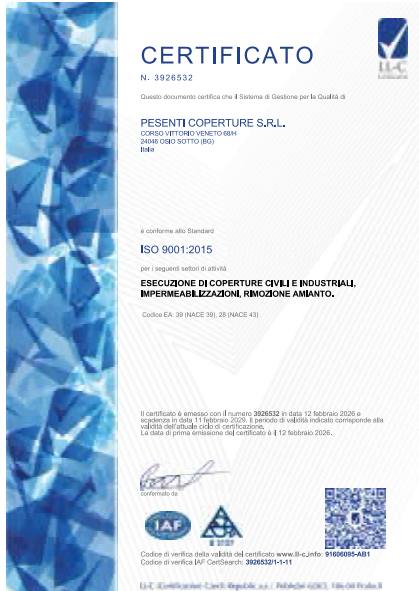 CERTIFICATO
N. 3926532
Questo documento certifica che il Sistema di Gestione per la Qualità di
PESENTI COPERTURE S.R.L.
CORSO VITTORIO VENETO 68/H
24046 OSIO SOTTO (BG)
Italia
è conforme allo Standard
ISO 9001:2015
per i seguenti settori di attività
ESECUZIONE DI COPERTURE CIVILI E INDUSTRIALI,
IMPERMEABILIZZAZIONI, RIMOZIONE AMIANTO.
Codice EA: 39 (NACE 39), 28 (NACE 43)
Il certificato è emesso con il numero 3926532 in data 12 febbraio 2026 e
scadenza in data 11 febbraio 2029. Il periodo di validità indicato corrisponde alla
validità dell'attuale ciclo di certificazione.
La data di prima emissione del certificato è il 12 febbraio 2026.
confermato da
IAF
Codice di verifica della validità del certificato www.ll-c.info: 91606095-AB1
Codice di verifica IAF CertSearch: 3926532/1-1-11
LL-C (Certification) Czech Republic